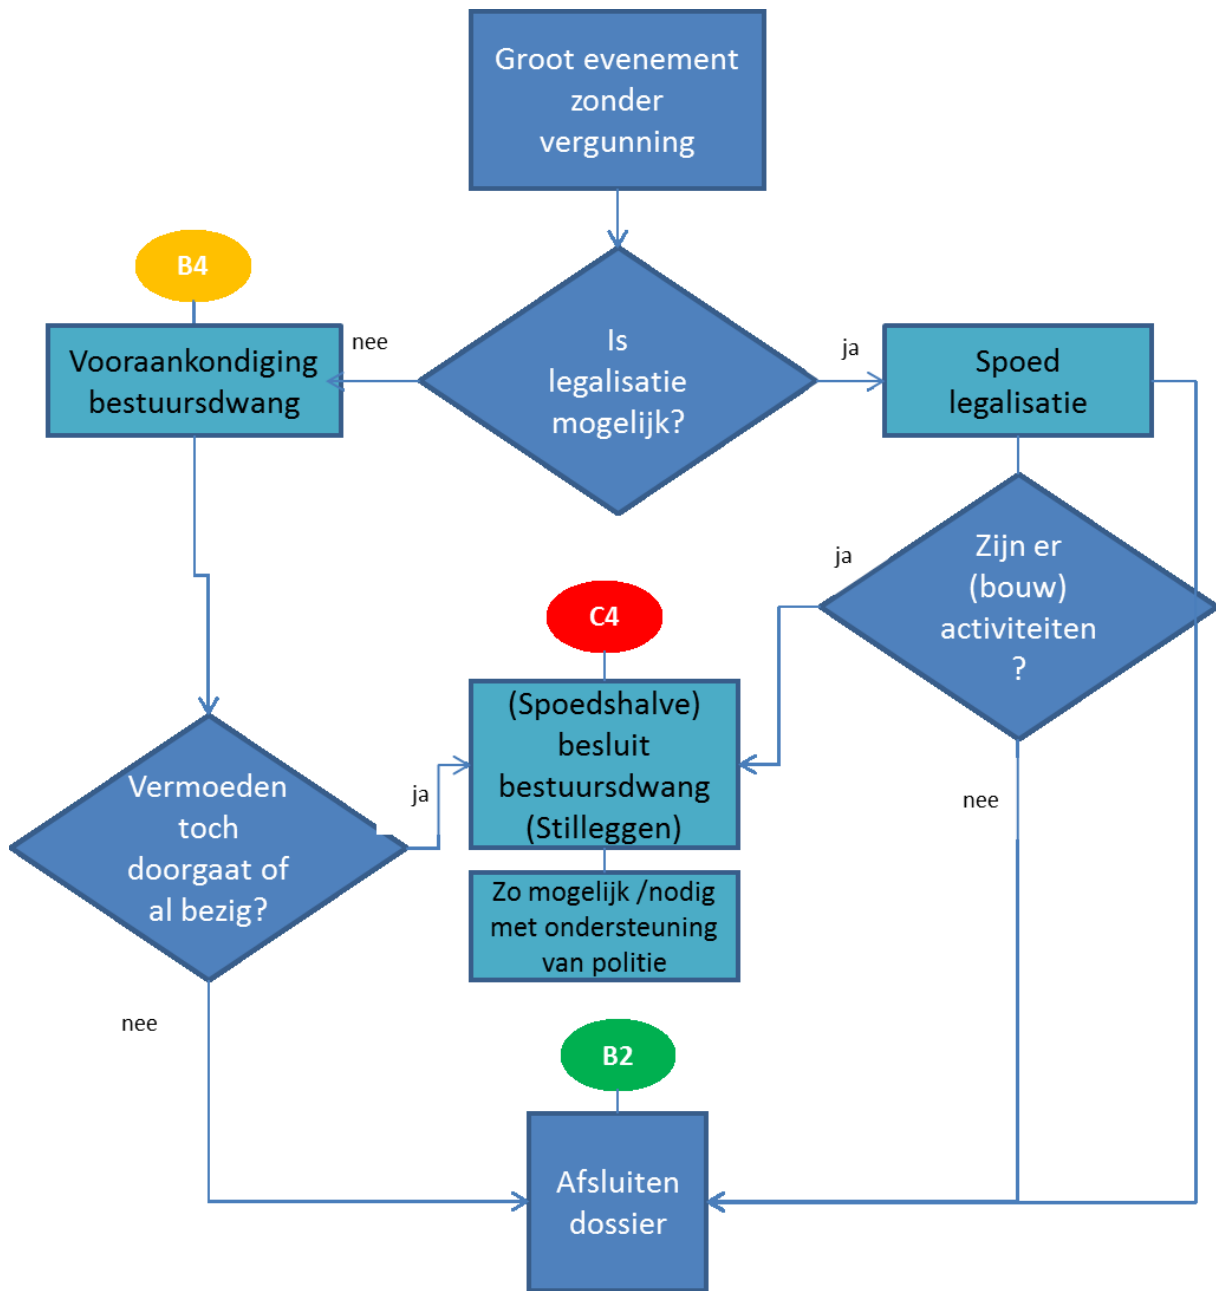 Groot evenement
zonder
vergunning
B4
Vooraankondiging
bestuursdwang
nee
Is
legalisatie
mogelijk?
ja
Spoed
legalisatie
Zijn er
(bouw)
activiteiten
?
ja
nee
C4
(Spoedshalve)
besluit
bestuursdwang
(Stilleggen)
Zo mogelijk /nodig
met ondersteuning
van politie
Vermoeden
toch
doorgaat of
al bezig?
ja
nee
B2
Afsluiten
dossier